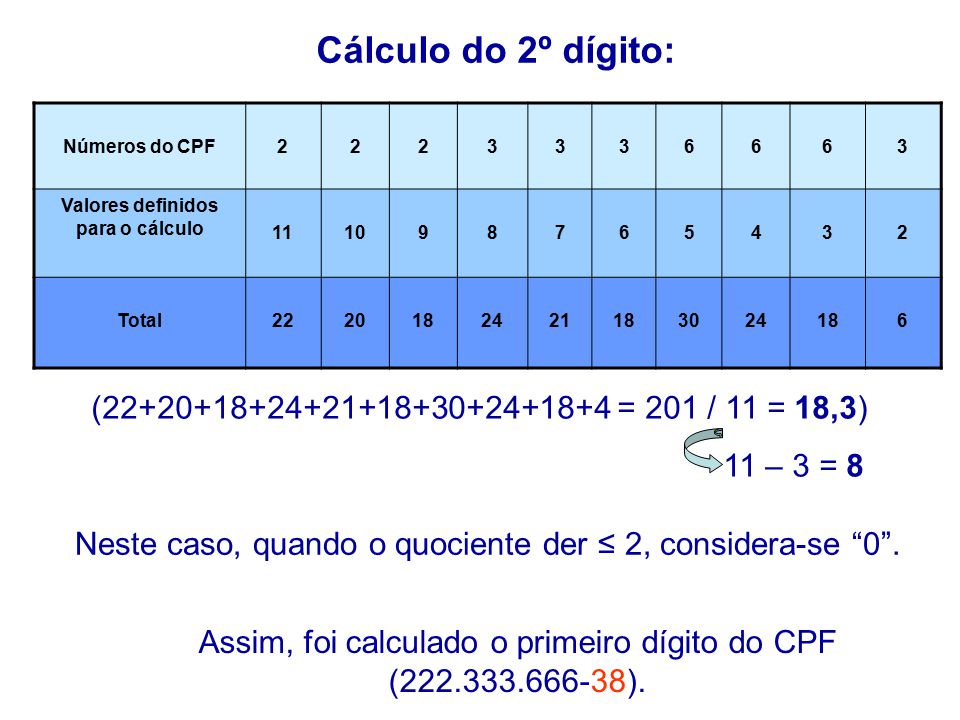 Cálculo do 2º dígito:
Números do CPF 2 2 2 3 3 3 6 6 6 3
Valores definidos
para o cálculo 11 10 9 8 7 6 5 4 3 2
Total 22 20 18 24 21 18 30 24 18 6
(22+20+18+24+21+18+30+24+18+4 = 201 / 11 = 18,3)
11 – 3 = 8
Neste caso, quando o quociente der ≤ 2, considera-se “0”.
Assim, foi calculado o primeiro dígito do CPF
(222.333.666-38).